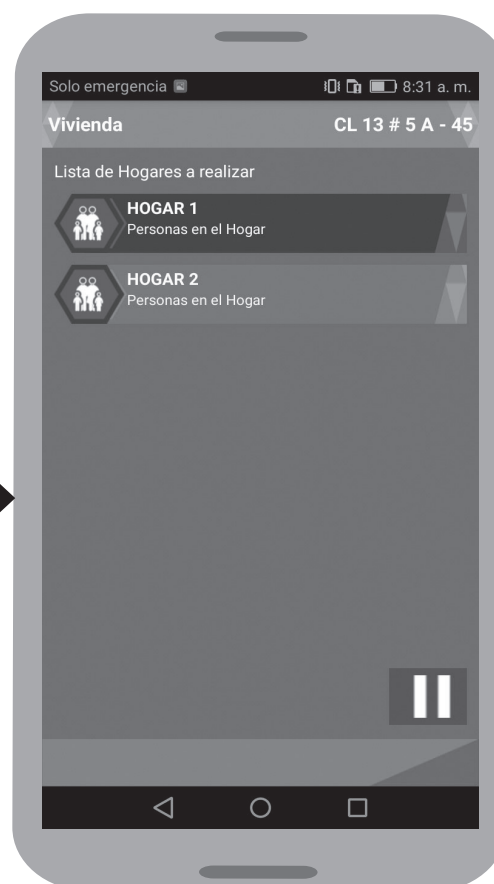 Solo emergencia 8:31 a. m.
Vivienda CL 13 # 5 A - 45
Lista de Hogares a realizar
HOGAR 1
Personas en el Hogar
HOGAR 2
Personas en el Hogar